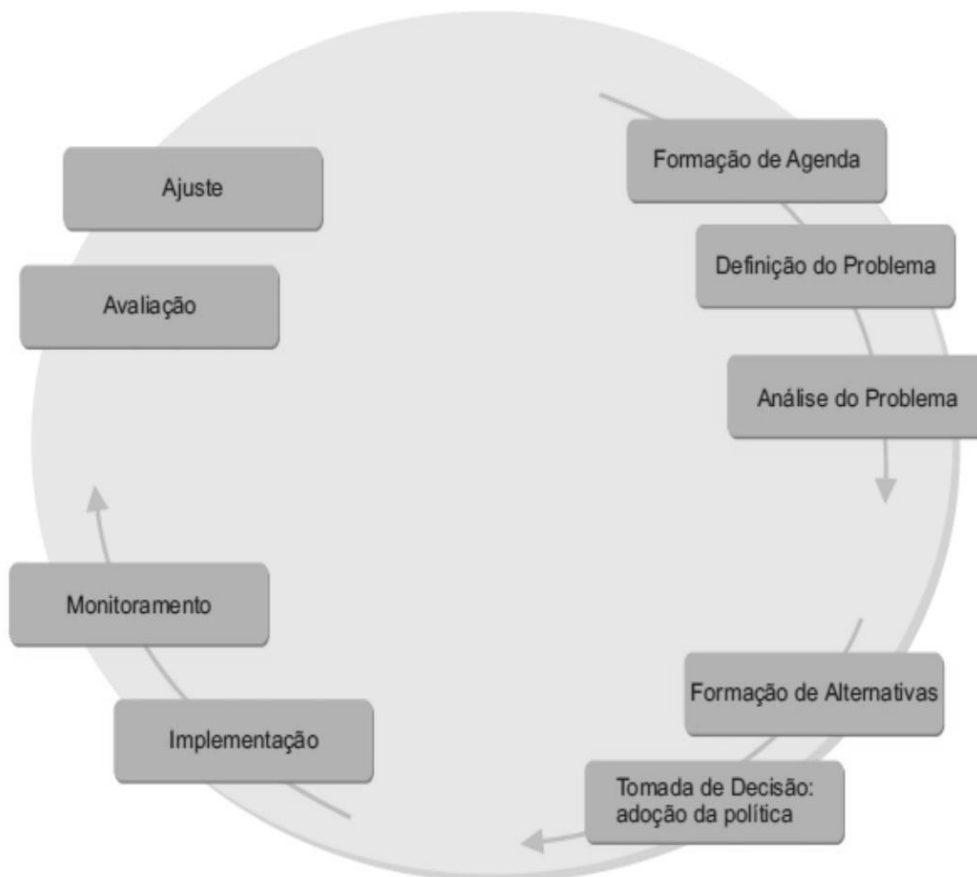 Formação de Agenda
Definição do Problema
Análise do Problema
Formação de Alternativas
Tomada de Decisão:
adoção da política
Implementação
Monitoramento
Avaliação
Ajuste